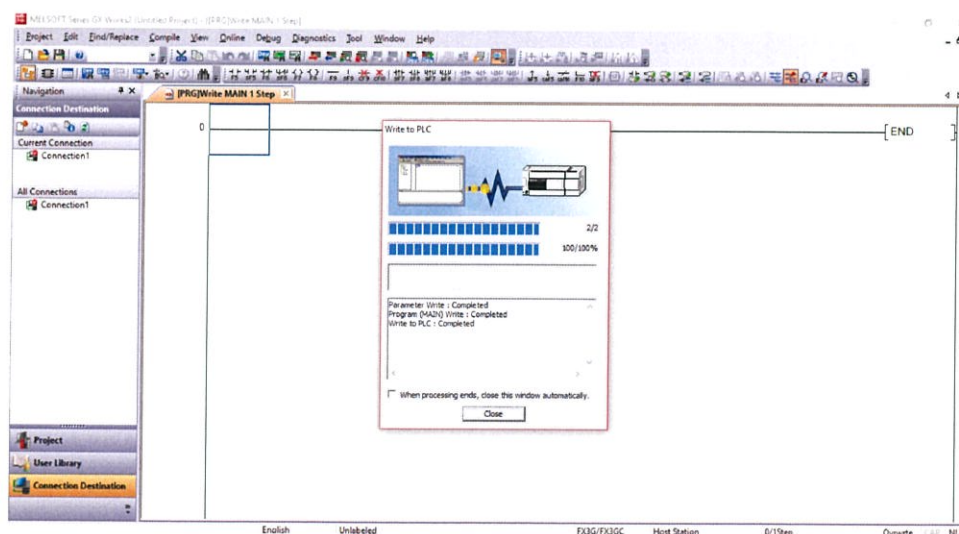 MELSOFT Series GX Works2 (Untitled Project) - [[PRG]Write MAIN 1 Step]
Project Edit Find/Replace Compile View Online Debug Diagnostics Tool Window Help
Navigation
[PRG]Write MAIN 1 Step
Connection Destination
Current Connection
Connection1
All Connections
Connection1
0
END
Write to PLC
2/2
100/100%
Parameter Write : Completed
Program (MAIN) Write : Completed
Write to PLC : Completed
When processing ends, close this window automatically.
Close
Project
User Library
Connection Destination
English Unlabeled FX3G/FX3GC Host Station 0/1Step Ovrwrte CAP NU